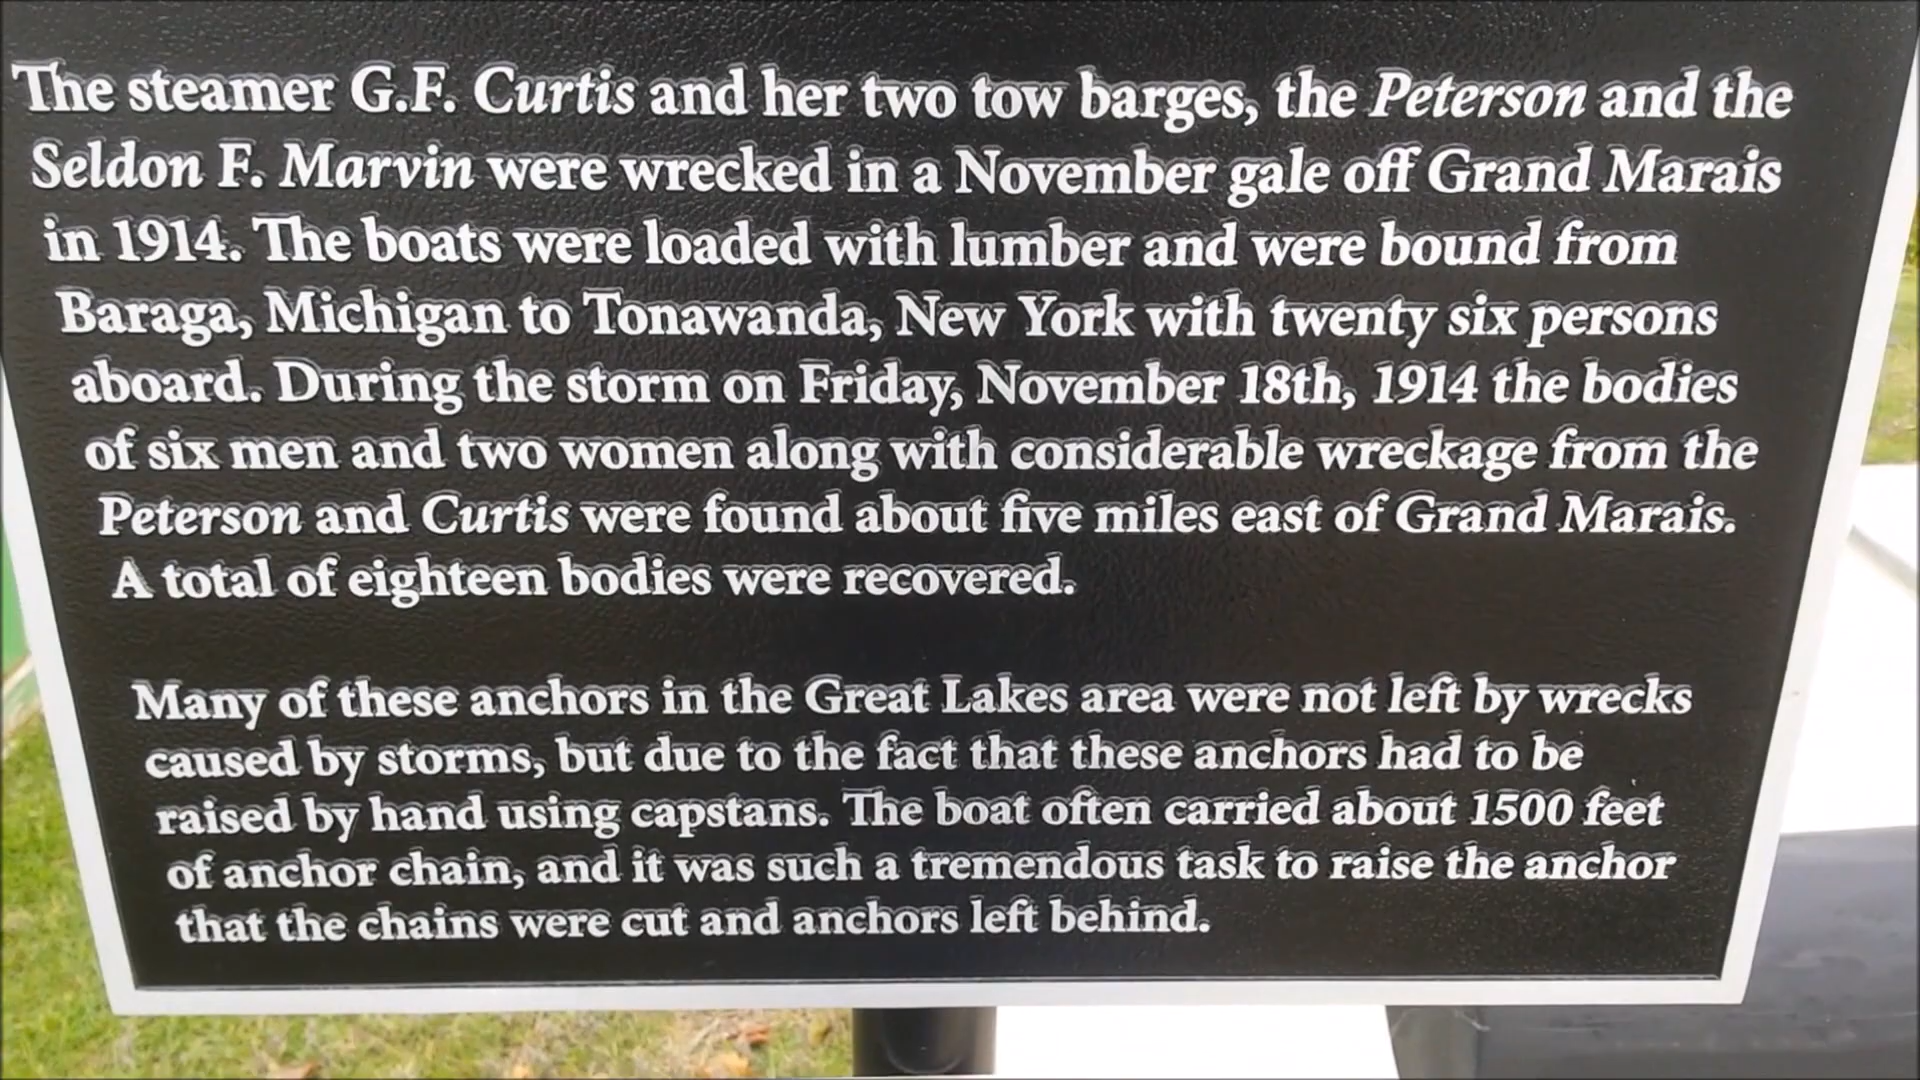 The steamer G.F. Curtis and her two tow barges, the Peterson and the
Seldon F. Marvin were wrecked in a November gale off Grand Marais
in 1914. The boats were loaded with lumber and were bound from
Baraga, Michigan to Tonawanda, New York with twenty six persons
aboard. During the storm on Friday, November 18th, 1914 the bodies
of six men and two women along with considerable wreckage from the
Peterson and Curtis were found about five miles east of Grand Marais.
A total of eighteen bodies were recovered.
Many of these anchors in the Great Lakes area were not left by wrecks
caused by storms, but due to the fact that these anchors had to be
raised by hand using capstans. The boat often carried about 1500 feet
of anchor chain, and it was such a tremendous task to raise the anchor
that the chains were cut and anchors left behind.